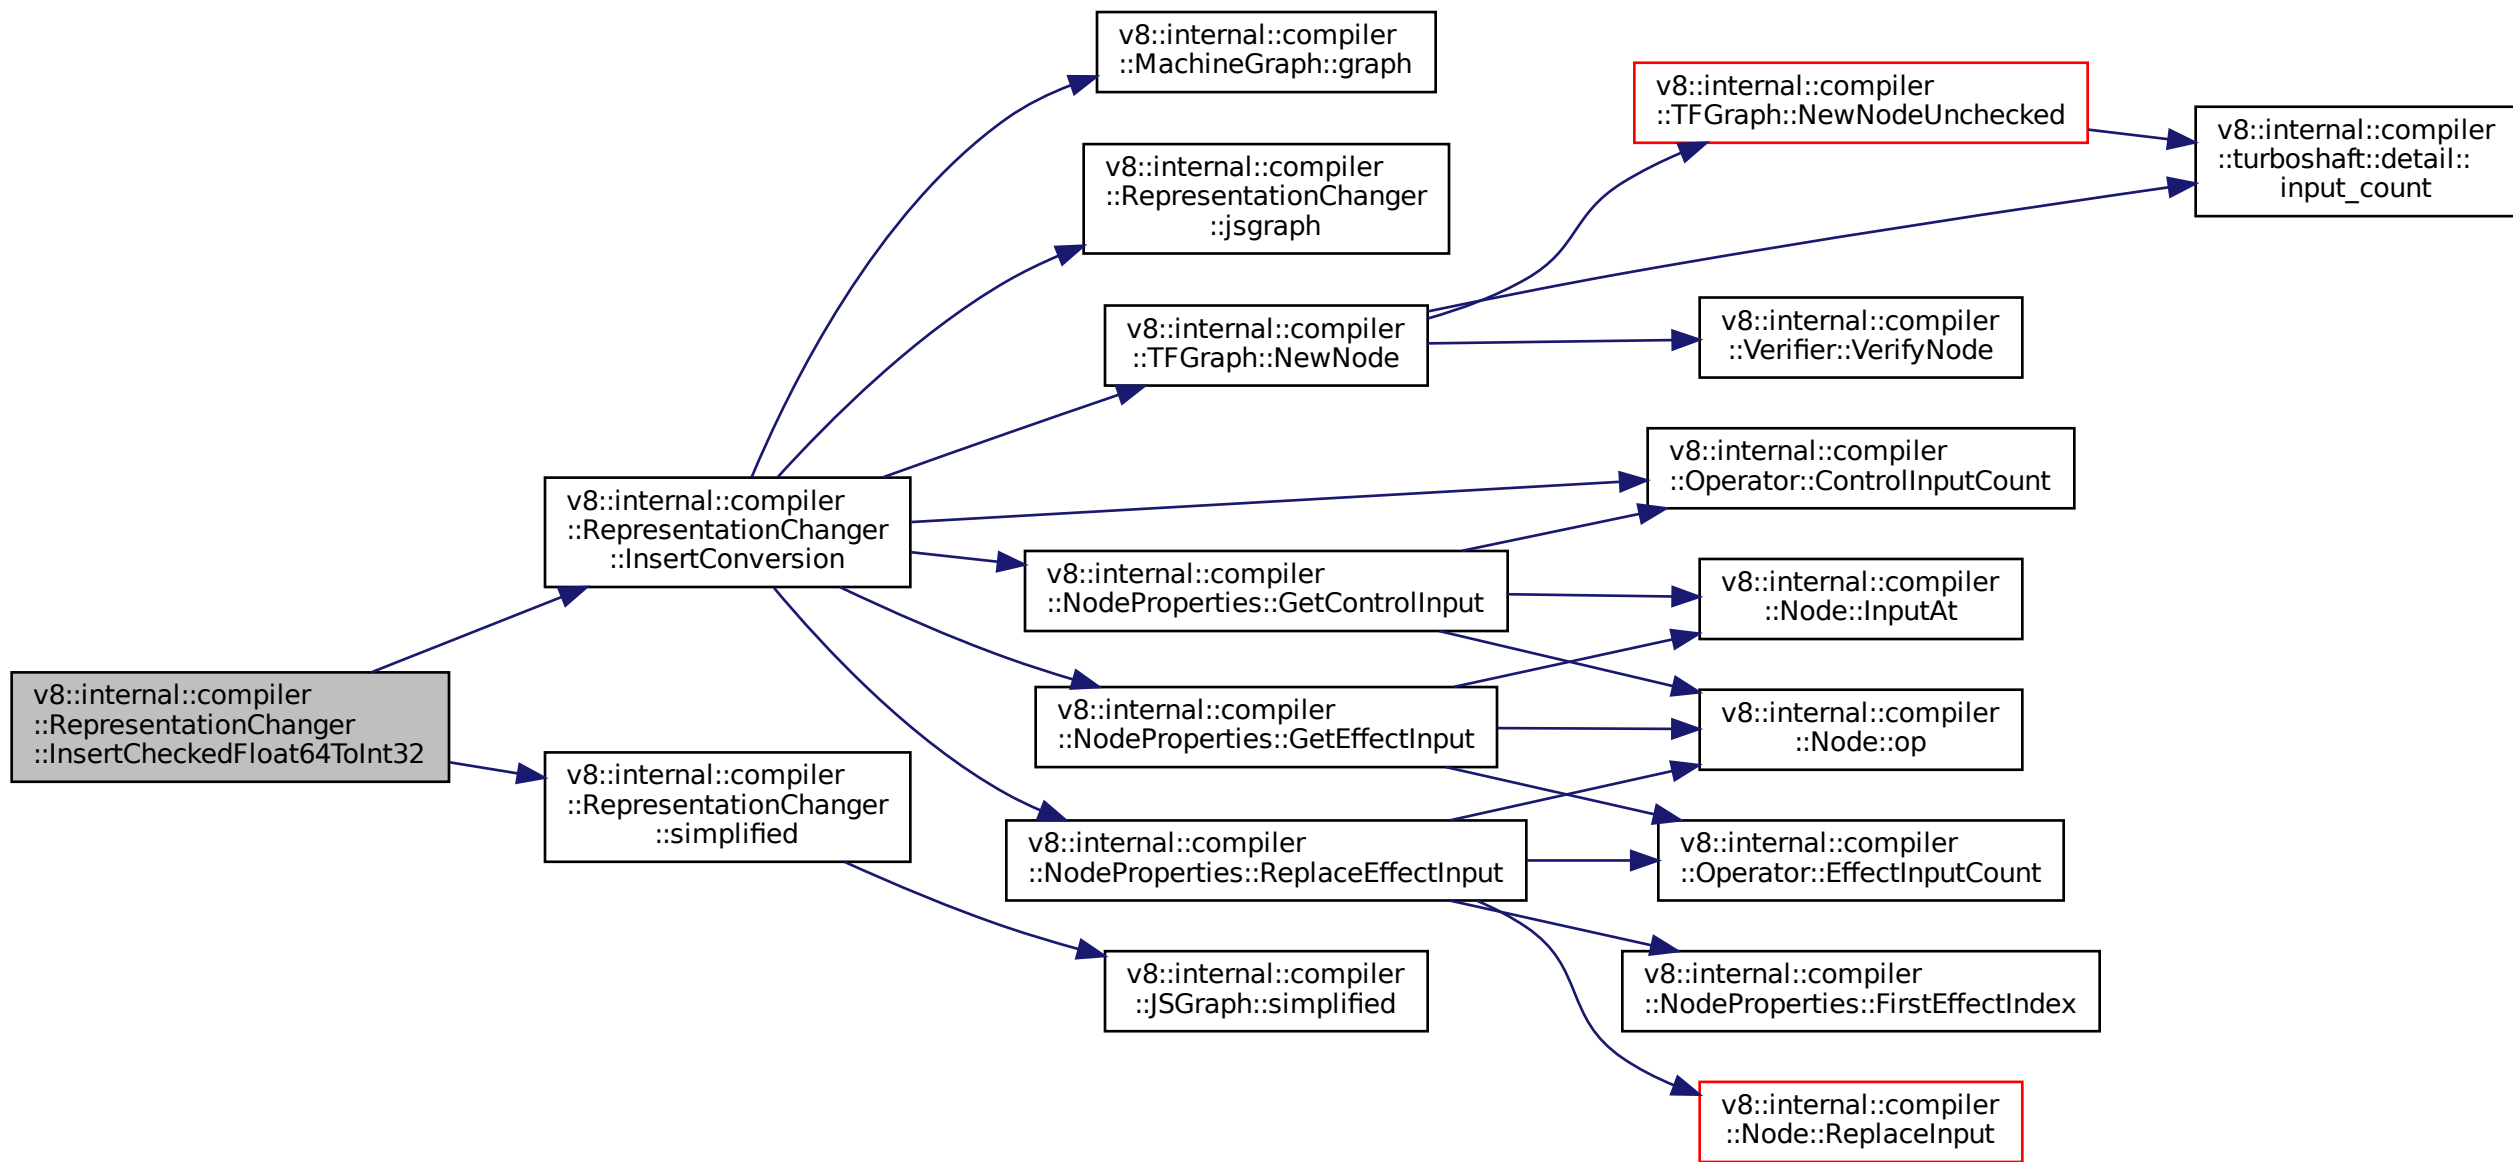 v8::internal::compiler
::MachineGraph::graph
v8::internal::compiler
::TFGraph::NewNodeUnchecked
v8::internal::compiler
::turboshaft::detail::
input_count
v8::internal::compiler
::RepresentationChanger
::jsgraph
v8::internal::compiler
::TFGraph::NewNode
v8::internal::compiler
::Verifier::VerifyNode
v8::internal::compiler
::Operator::ControlInputCount
v8::internal::compiler
::RepresentationChanger
::InsertConversion
v8::internal::compiler
::NodeProperties::GetControlInput
v8::internal::compiler
::Node::InputAt
v8::internal::compiler
::RepresentationChanger
::InsertCheckedFloat64ToInt32
v8::internal::compiler
::NodeProperties::GetEffectInput
v8::internal::compiler
::Node::op
v8::internal::compiler
::RepresentationChanger
::simplified
v8::internal::compiler
::NodeProperties::ReplaceEffectInput
v8::internal::compiler
::Operator::EffectInputCount
v8::internal::compiler
::JSGraph::simplified
v8::internal::compiler
::NodeProperties::FirstEffectIndex
v8::internal::compiler
::Node::ReplaceInput